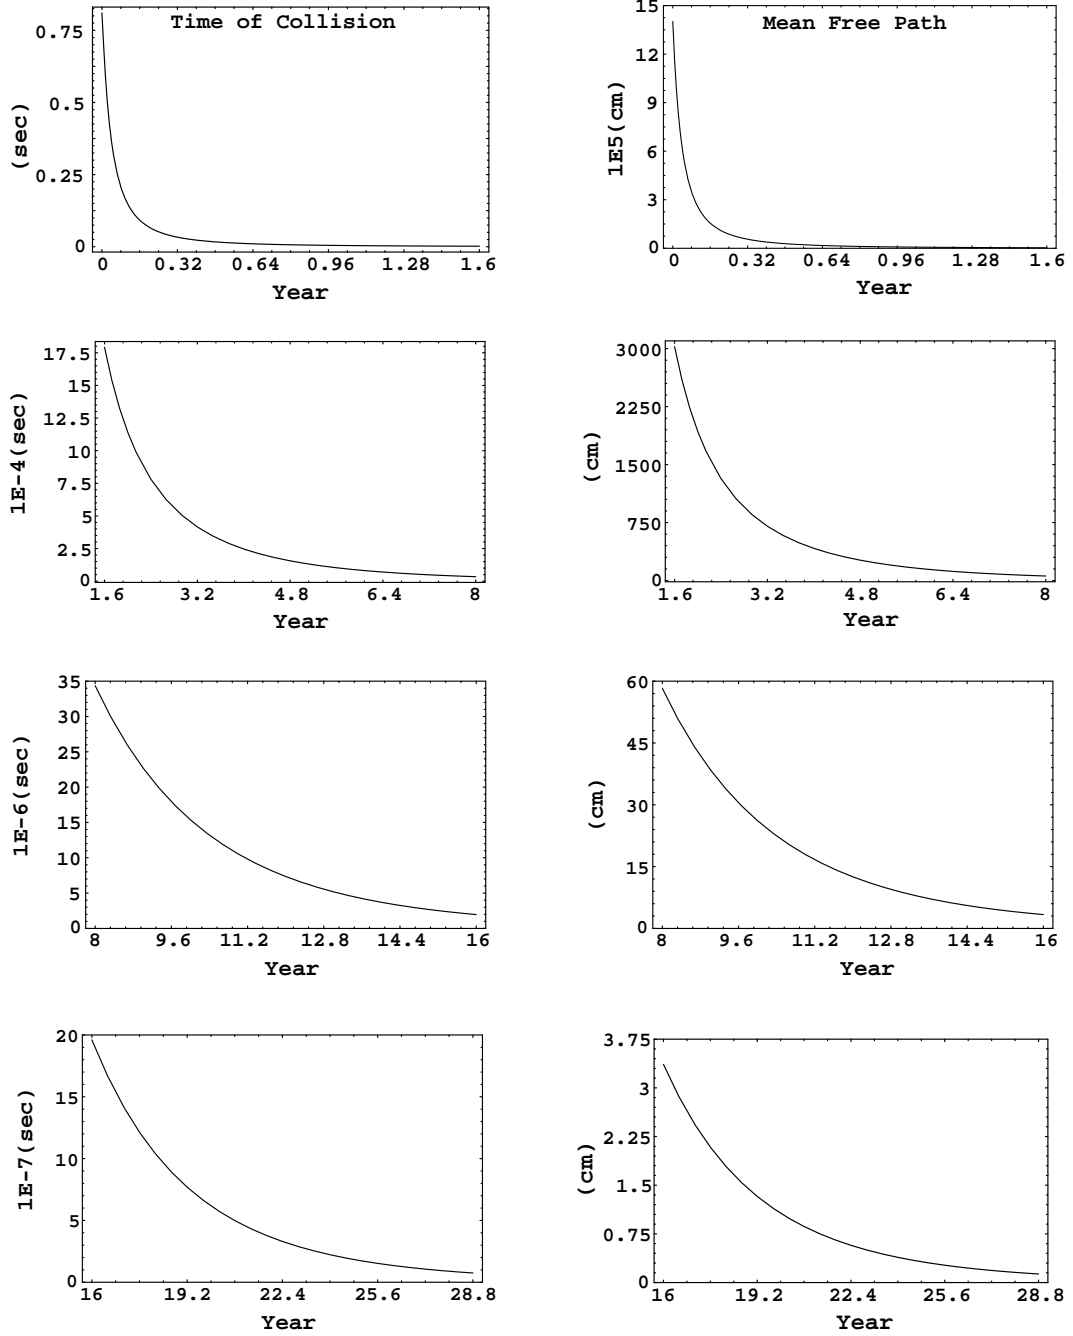 Time of Collision
0.75
0.5
0.25
0
(sec)
0 0.32 0.64 0.96 1.28 1.6
Year
Mean Free Path
15
12
9
6
3
0
1E5(cm)
0 0.32 0.64 0.96 1.28 1.6
Year
17.5
15
12.5
10
7.5
5
2.5
0
1E-4(sec)
1.6 3.2 4.8 6.4 8
Year
3000
2250
1500
750
0
(cm)
1.6 3.2 4.8 6.4 8
Year
35
30
25
20
15
10
5
0
1E-6(sec)
8 9.6 11.2 12.8 14.4 16
Year
60
45
30
15
0
(cm)
8 9.6 11.2 12.8 14.4 16
Year
20
15
10
5
0
1E-7(sec)
16 19.2 22.4 25.6 28.8
Year
3.75
3
2.25
1.5
0.75
0
(cm)
16 19.2 22.4 25.6 28.8
Year